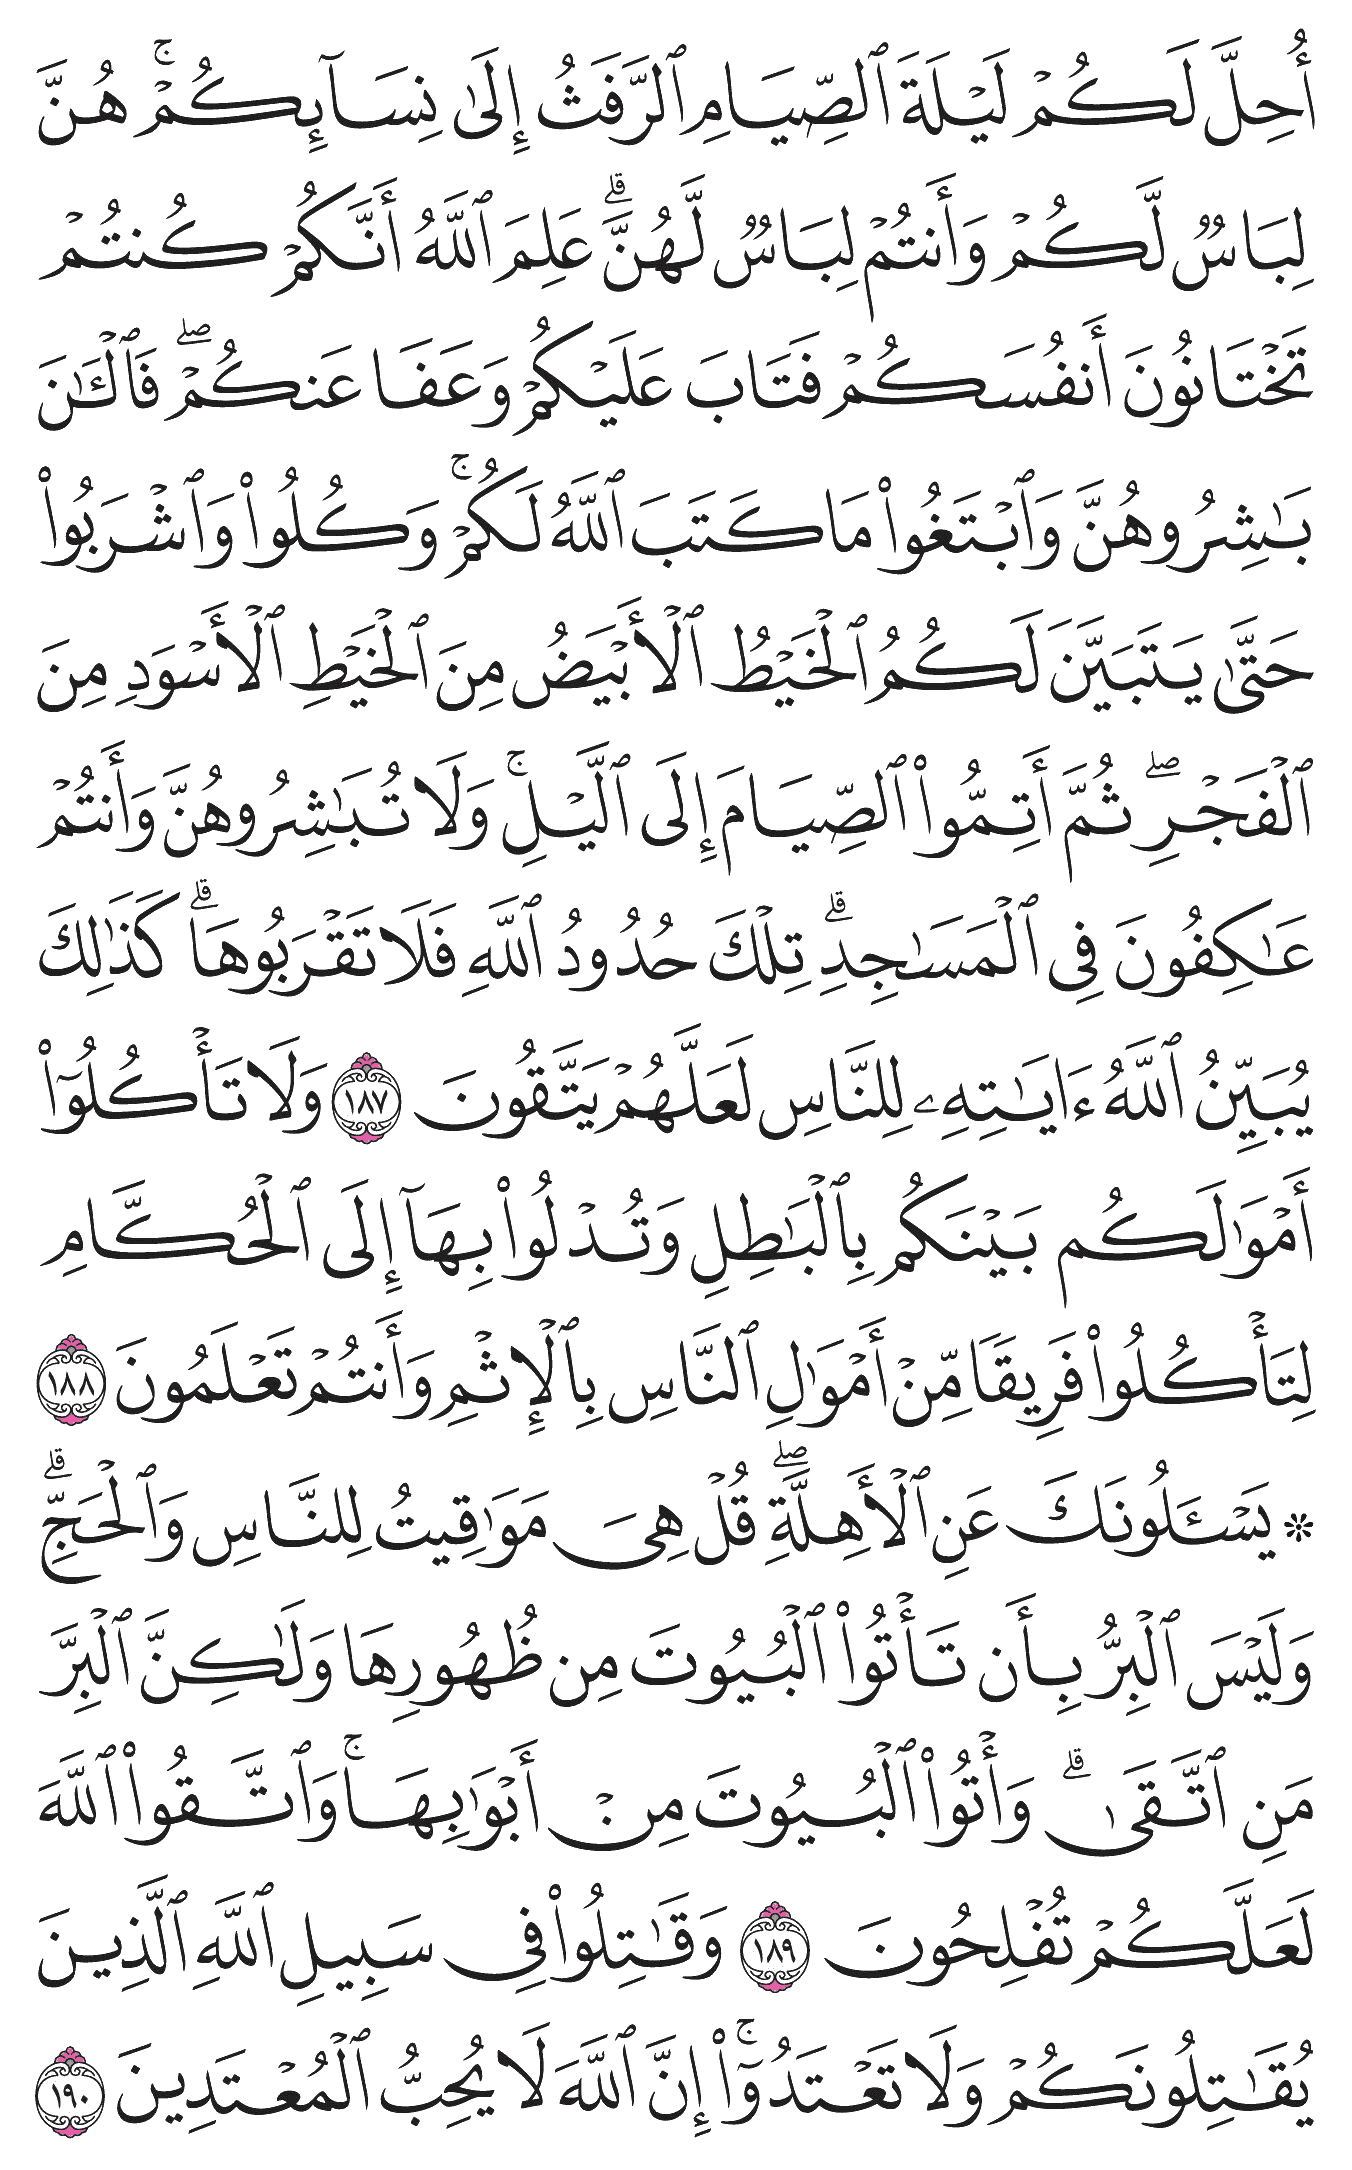 أُحِلَّ لَكُمۡ لَيۡلَةَ ٱلصِّيَامِ ٱلرَّفَثُ إِلَىٰ نِسَآئِكُمۡۚ هُنَّ
لِبَاسٞ لَّكُمۡ وَأَنتُمۡ لِبَاسٞ لَّهُنَّۗ عَلِمَ ٱللَّهُ أَنَّكُمۡ كُنتُمۡ
تَخۡتَانُونَ أَنفُسَكُمۡ فَتَابَ عَلَيۡكُمۡ وَعَفَا عَنكُمۡۖ فَٱلۡـَٰٔنَ
بَٰشِرُوهُنَّ وَٱبۡتَغُواْ مَا كَتَبَ ٱللَّهُ لَكُمۡۚ وَكُلُواْ وَٱشۡرَبُواْ
حَتَّىٰ يَتَبَيَّنَ لَكُمُ ٱلۡخَيۡطُ ٱلۡأَبۡيَضُ مِنَ ٱلۡخَيۡطِ ٱلۡأَسۡوَدِ مِنَ
ٱلۡفَجۡرِۖ ثُمَّ أَتِمُّواْ ٱلصِّيَامَ إِلَى ٱلَّيۡلِۚ وَلَا تُبَٰشِرُوهُنَّ وَأَنتُمۡ
عَٰكِفُونَ فِي ٱلۡمَسَٰجِدِۗ تِلۡكَ حُدُودُ ٱللَّهِ فَلَا تَقۡرَبُوهَاۗ كَذَٰلِكَ
يُبَيِّنُ ٱللَّهُ ءَايَٰتِهِۦ لِلنَّاسِ لَعَلَّهُمۡ يَتَّقُونَ ١٨٧ وَلَا تَأۡكُلُوٓاْ
أَمۡوَٰلَكُم بَيۡنَكُم بِٱلۡبَٰطِلِ وَتُدۡلُواْ بِهَآ إِلَى ٱلۡحُكَّامِ
لِتَأۡكُلُواْ فَرِيقٗا مِّنۡ أَمۡوَٰلِ ٱلنَّاسِ بِٱلۡإِثۡمِ وَأَنتُمۡ تَعۡلَمُونَ ١٨٨
۞ يَسۡـَٔلُونَكَ عَنِ ٱلۡأَهِلَّةِۖ قُلۡ هِيَ مَوَٰقِيتُ لِلنَّاسِ وَٱلۡحَجِّۗ
وَلَيۡسَ ٱلۡبِرُّ بِأَن تَأۡتُواْ ٱلۡبُيُوتَ مِن ظُهُورِهَا وَلَٰكِنَّ ٱلۡبِرَّ
مَنِ ٱتَّقَىٰۗ وَأۡتُواْ ٱلۡبُيُوتَ مِنۡ أَبۡوَٰبِهَاۚ وَٱتَّقُواْ ٱللَّهَ
لَعَلَّكُمۡ تُفۡلِحُونَ ١٨٩ وَقَٰتِلُواْ فِي سَبِيلِ ٱللَّهِ ٱلَّذِينَ
يُقَٰتِلُونَكُمۡ وَلَا تَعۡتَدُوٓاْۚ إِنَّ ٱللَّهَ لَا يُحِبُّ ٱلۡمُعۡتَدِينَ ١٩٠